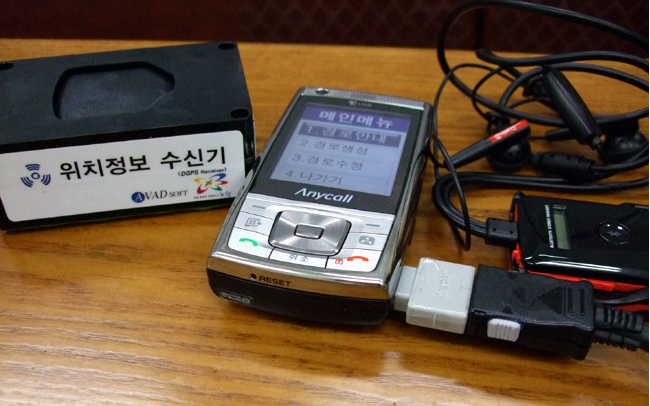 위치정보 수신기
(DGPS Receiver)
AVAD SOFT
LIVE
메인메뉴
1.경로안내
2.경로생성
3.경로수정
4.나가기
Anycall
취소
RESET